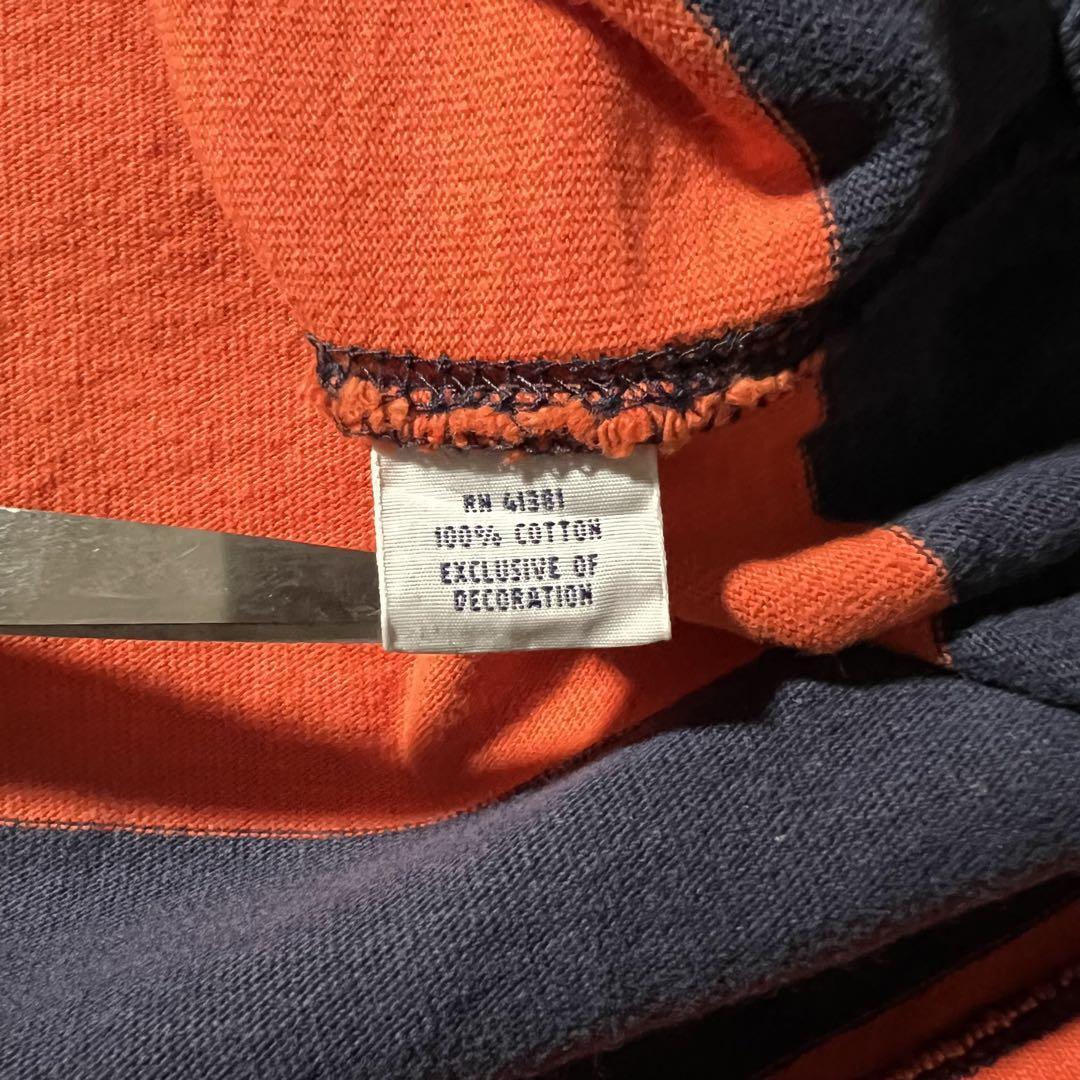 RN 41381
100% COTTON
EXCLUSIVE OF
DECORATION